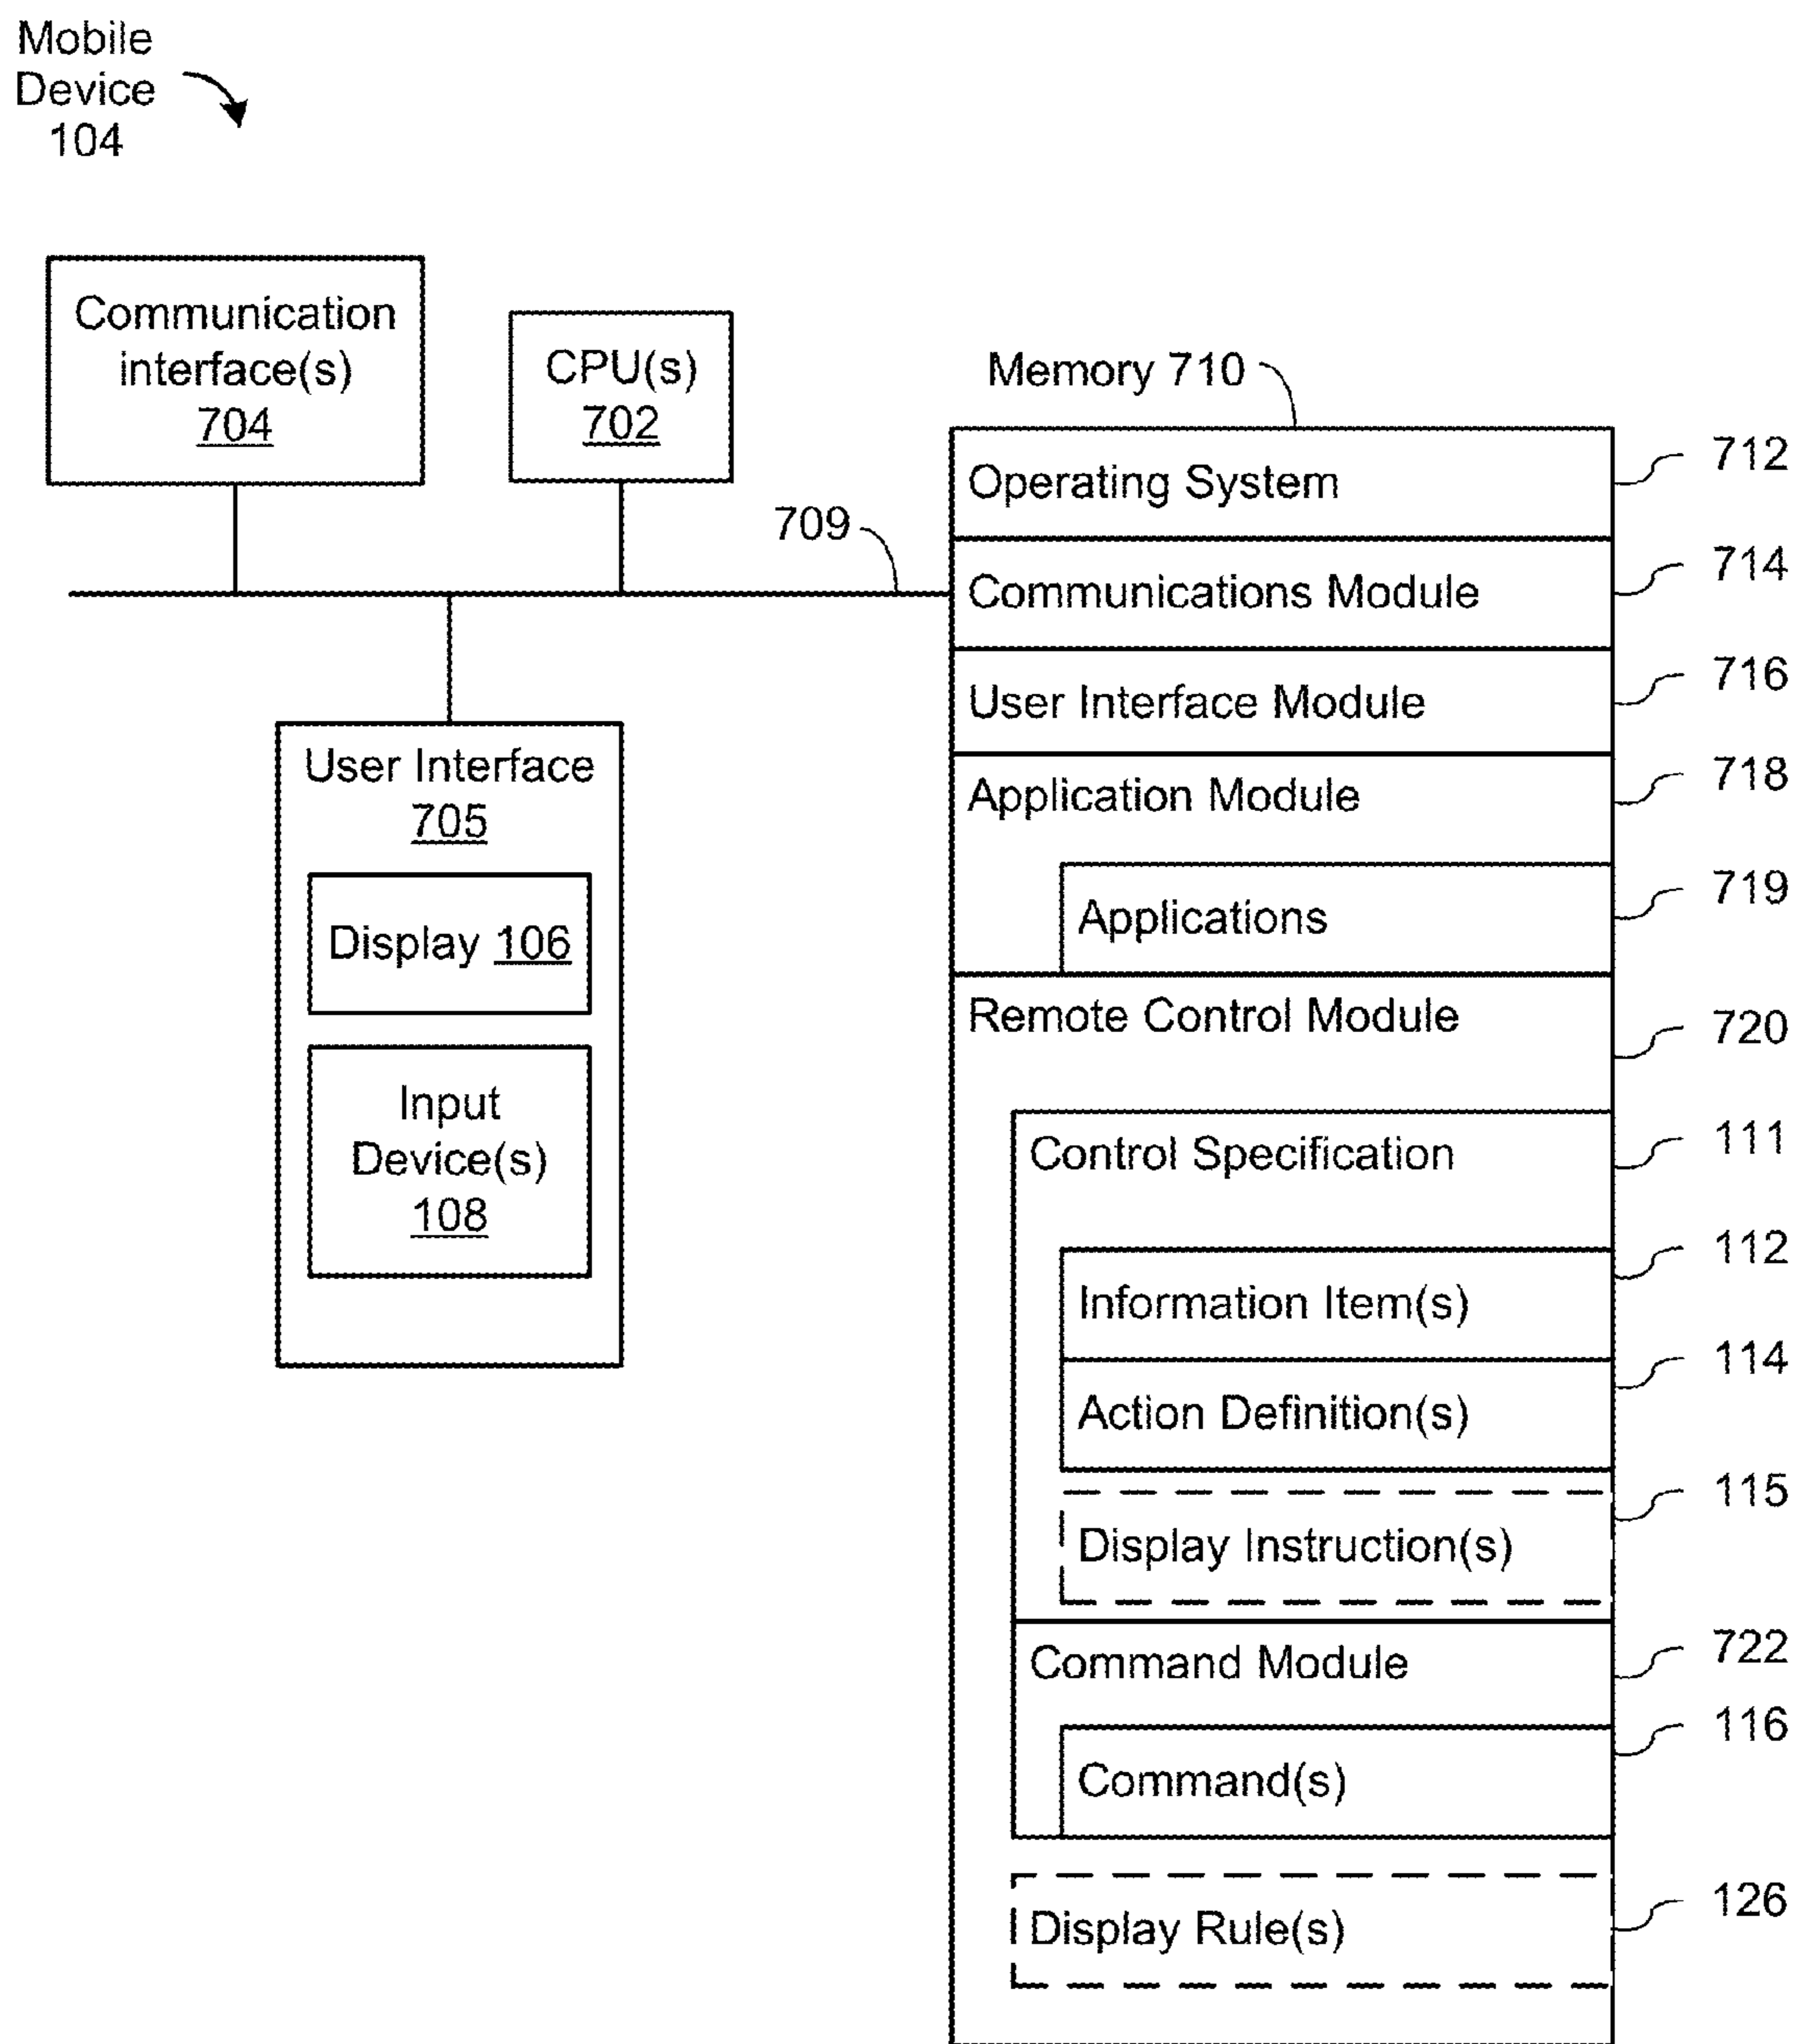 Mobile
Device
104
Communication
interface(s)
704
CPU(s)
702
Memory 710
709
User Interface
705
Display 106
Input
Device(s)
108
Operating System
712
Communications Module
714
User Interface Module
716
Application Module
718
Applications
719
Remote Control Module
720
Control Specification
111
Information Item(s)
112
Action Definition(s)
114
Display Instruction(s)
115
Command Module
722
Command(s)
116
Display Rule(s)
126